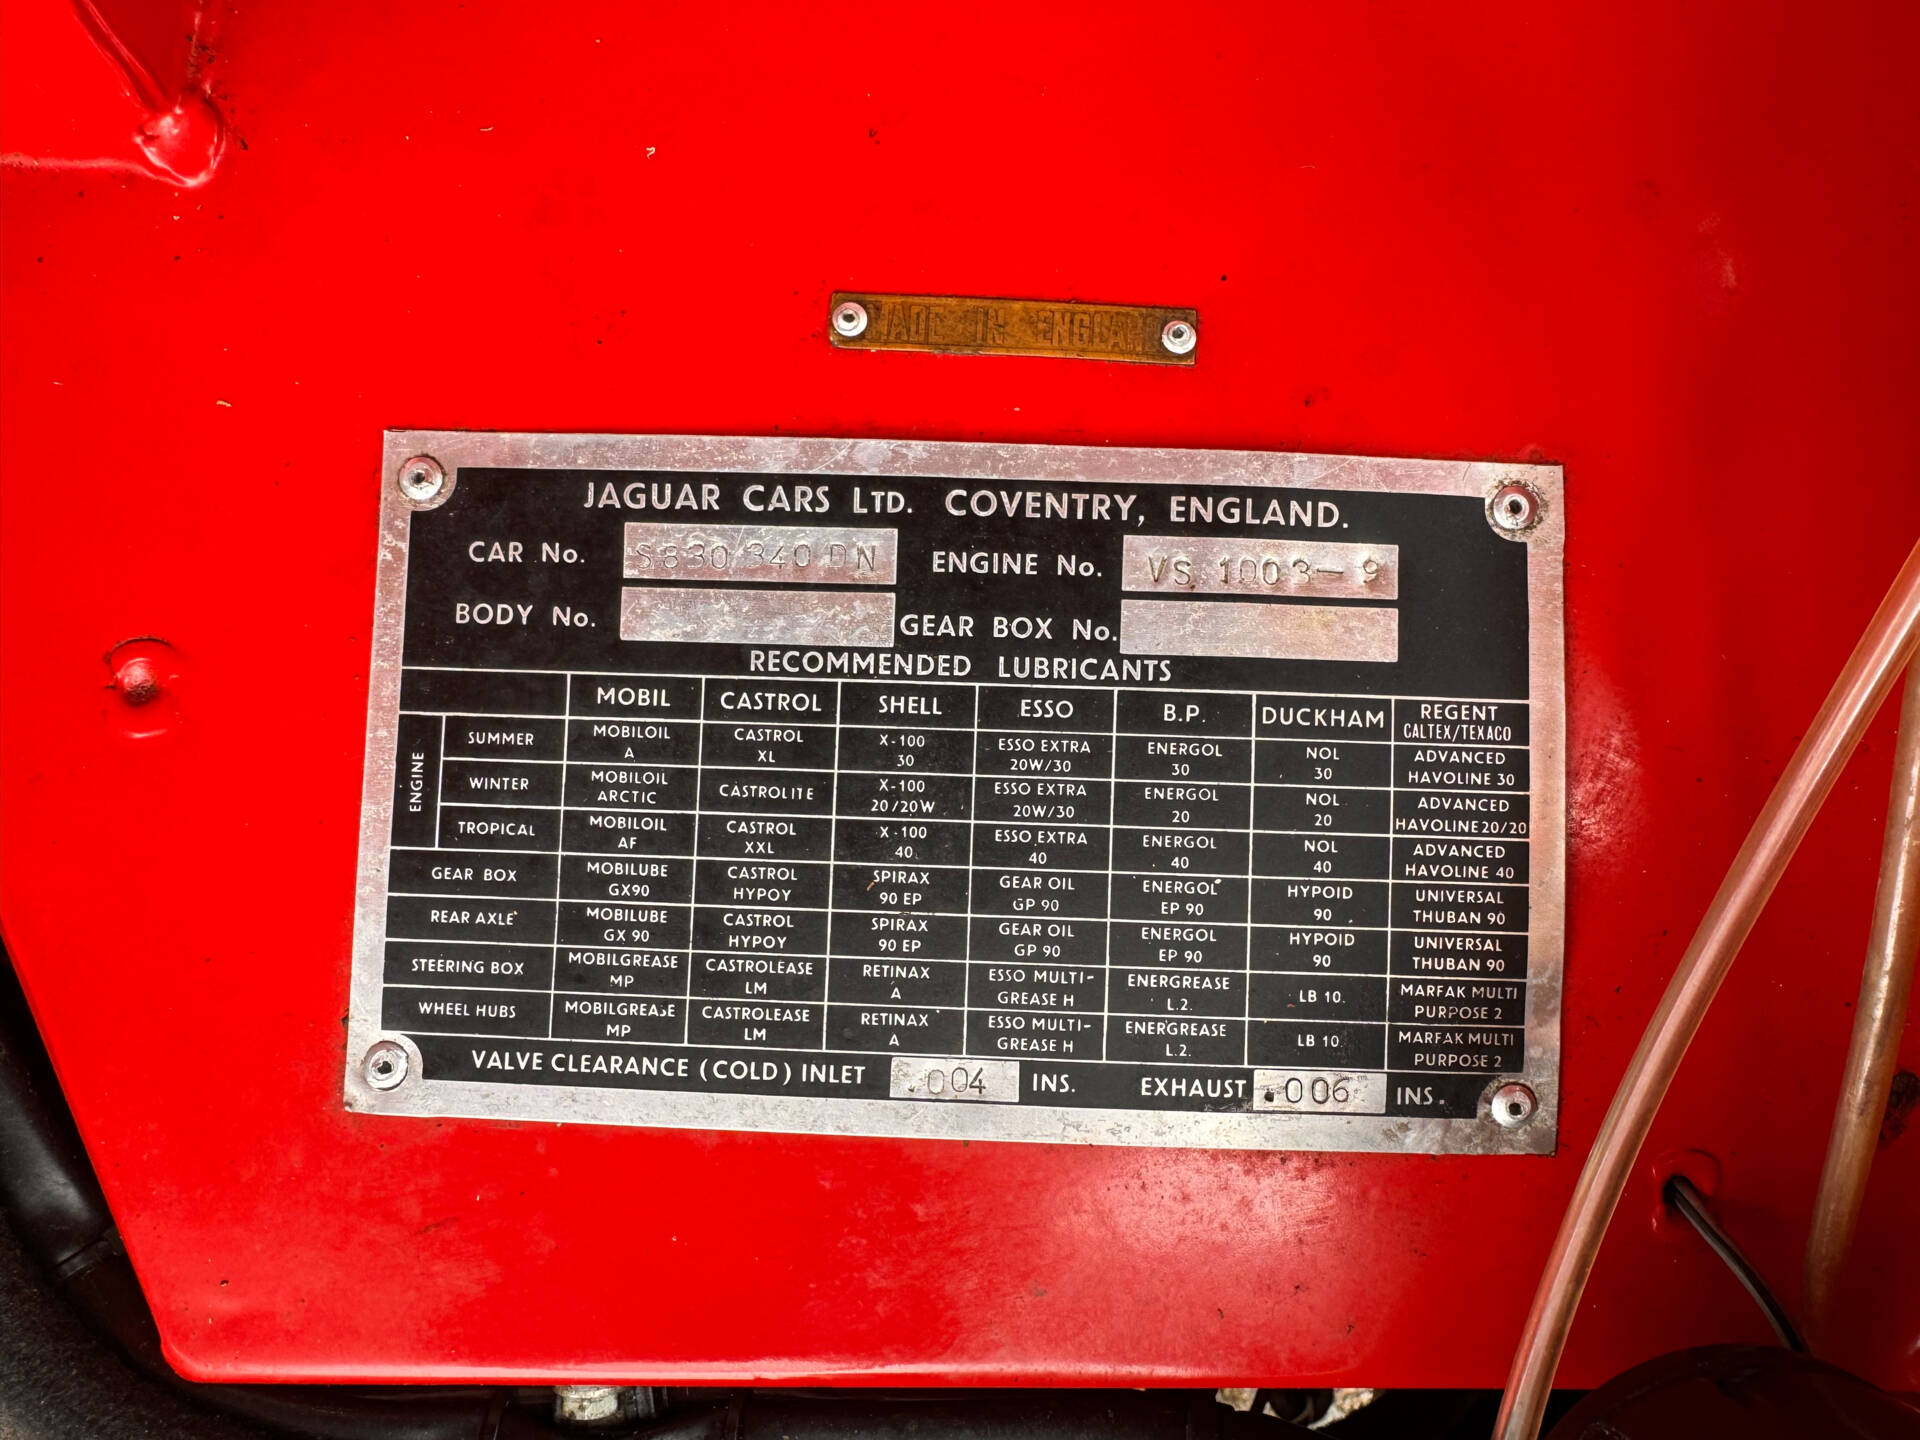 MADE IN ENGLAND
JAGUAR CARS LTD. COVENTRY, ENGLAND.
CAR No. S830340DN ENGINE No. VS 1003-9
BODY No. GEAR BOX No.
RECOMMENDED LUBRICANTS
MOBIL CASTROL SHELL ESSO B.P. DUCKHAM REGENT CALTEX/TEXACO
ENGINE
SUMMER MOBILOIL A CASTROL XL X-100 30 ESSO EXTRA 20W/30 ENERGOL 30 NOL 30 ADVANCED HAVOLINE 30
WINTER MOBILOIL ARCTIC CASTROLITE X-100 20/20W ESSO EXTRA 20W/30 ENERGOL 20 NOL 20 ADVANCED HAVOLINE 20/20
TROPICAL MOBILOIL AF CASTROL XXL X-100 40 ESSO EXTRA 40 ENERGOL 40 NOL 40 ADVANCED HAVOLINE 40
GEAR BOX MOBILUBE GX90 CASTROL HYPOY SPIRAX 90 EP GEAR OIL GP 90 ENERGOL EP 90 HYPOID 90 UNIVERSAL THUBAN 90
REAR AXLE MOBILUBE GX 90 CASTROL HYPOY SPIRAX 90 EP GEAR OIL GP 90 ENERGOL EP 90 HYPOID 90 UNIVERSAL THUBAN 90
STEERING BOX MOBILGREASE MP CASTROLEASE LM RETINAX A ESSO MULTI-GREASE H ENERGREASE L.2. LB 10. MARFAK MULTI PURPOSE 2
WHEEL HUBS MOBILGREASE MP CASTROLEASE LM RETINAX A ESSO MULTI-GREASE H ENERGREASE L.2. LB 10 MARFAK MULTI PURPOSE 2
VALVE CLEARANCE (COLD) INLET .004 INS. EXHAUST .006 INS.